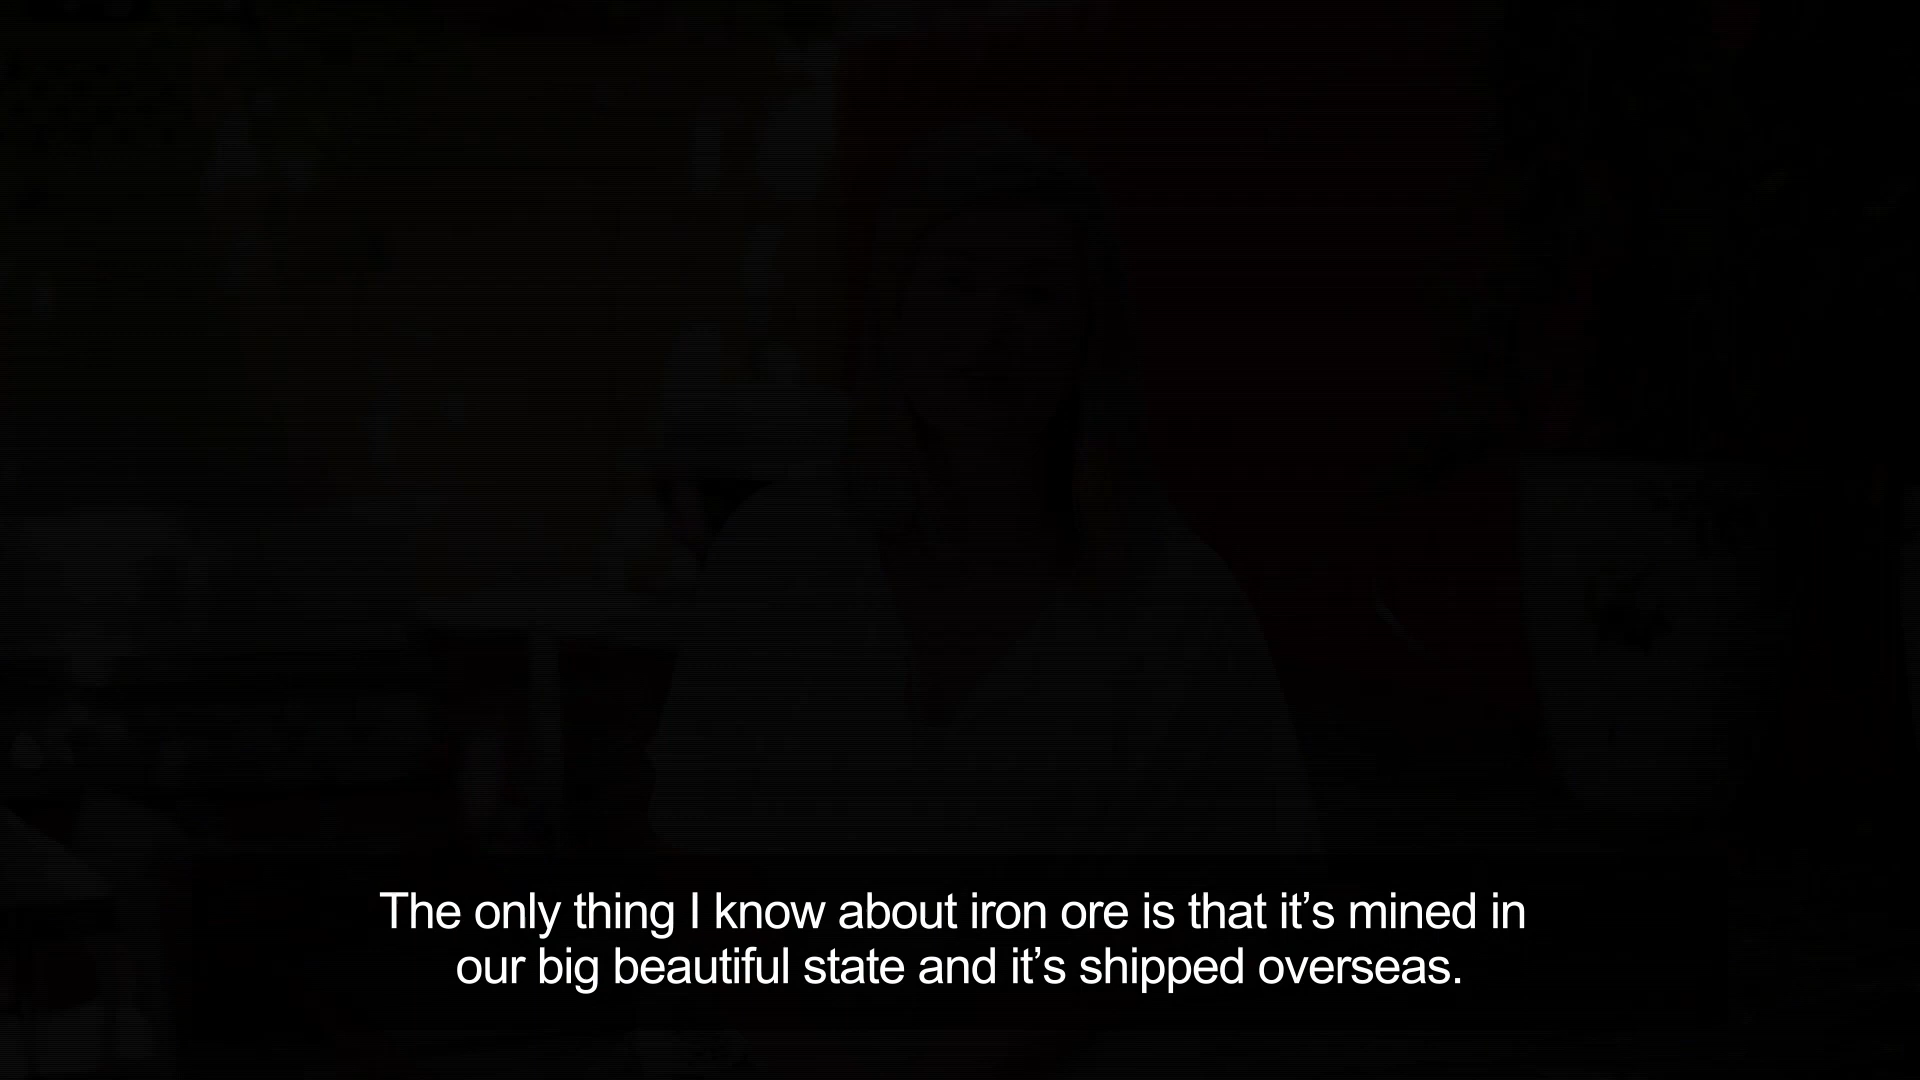 The only thing I know about iron ore is that it’s mined in
our big beautiful state and it’s shipped overseas.